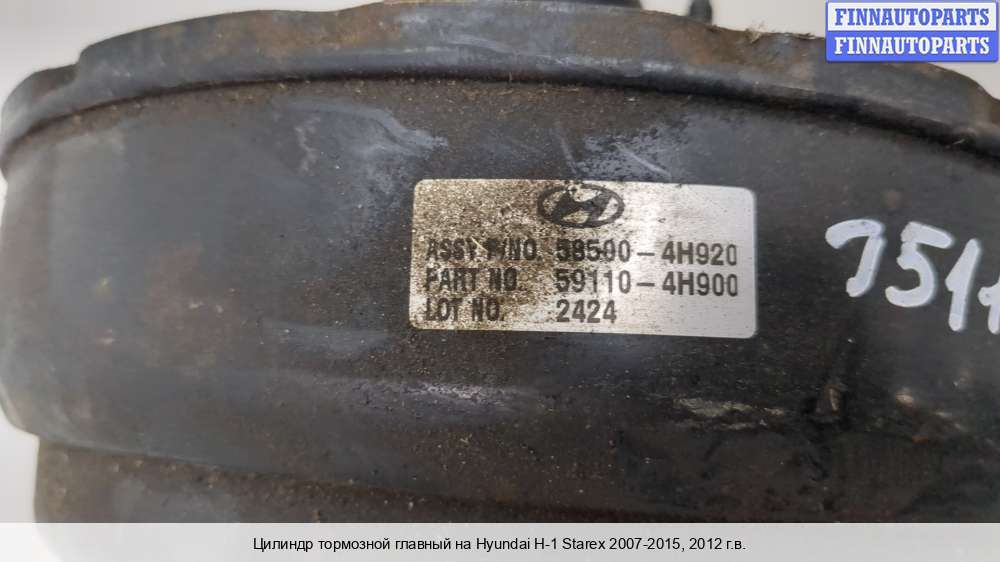 FINNAUTOPARTS
FINNAUTOPARTS
ASSY P/NO. 58500-4H920
PART NO. 59110-4H900
LOT NO. 2424
Цилиндр тормозной главный на Hyundai H-1 Starex 2007-2015, 2012 г.в.